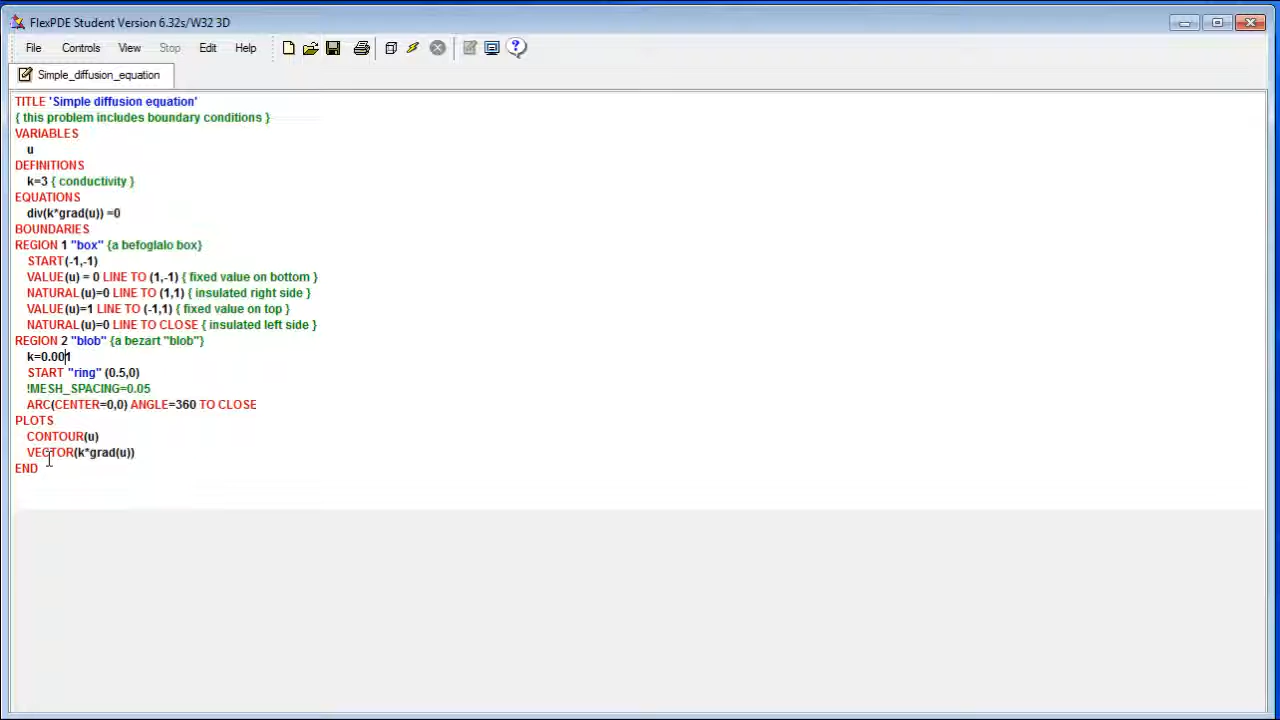 FlexPDE Student Version 6.32s/W32 3D
File Controls View Stop Edit Help
Simple_diffusion_equation
TITLE 'Simple diffusion equation'
{ this problem includes boundary conditions }
VARIABLES
u
DEFINITIONS
k=3 { conductivity }
EQUATIONS
div(k*grad(u)) =0
BOUNDARIES
REGION 1 "box" {a befoglalo box}
START(-1,-1)
VALUE(u) = 0 LINE TO (1,-1) { fixed value on bottom }
NATURAL(u)=0 LINE TO (1,1) { insulated right side }
VALUE(u)=1 LINE TO (-1,1) { fixed value on top }
NATURAL(u)=0 LINE TO CLOSE { insulated left side }
REGION 2 "blob" {a bezart "blob"}
k=0.001
START "ring" (0.5,0)
!MESH_SPACING=0.05
ARC(CENTER=0,0) ANGLE=360 TO CLOSE
PLOTS
CONTOUR(u)
VECTOR(k*grad(u))
END